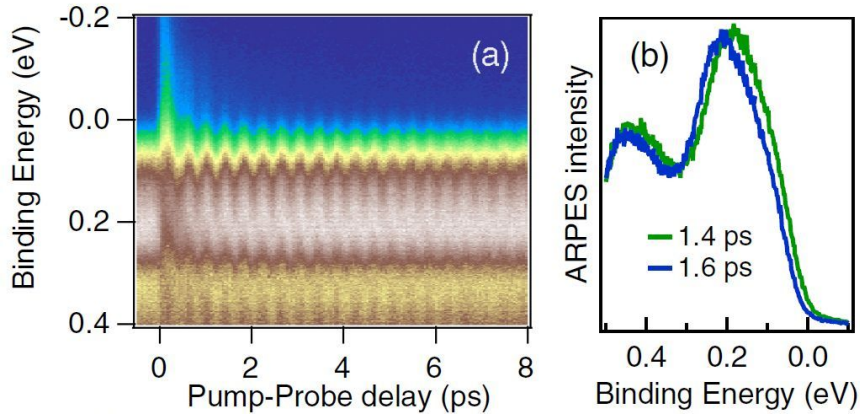 (a)
Binding Energy (eV)
-0.2
0.0
0.2
0.4
0
2
4
6
8
Pump-Probe delay (ps)
(b)
ARPES intensity
1.4 ps
1.6 ps
0.4
0.2
0.0
Binding Energy (eV)